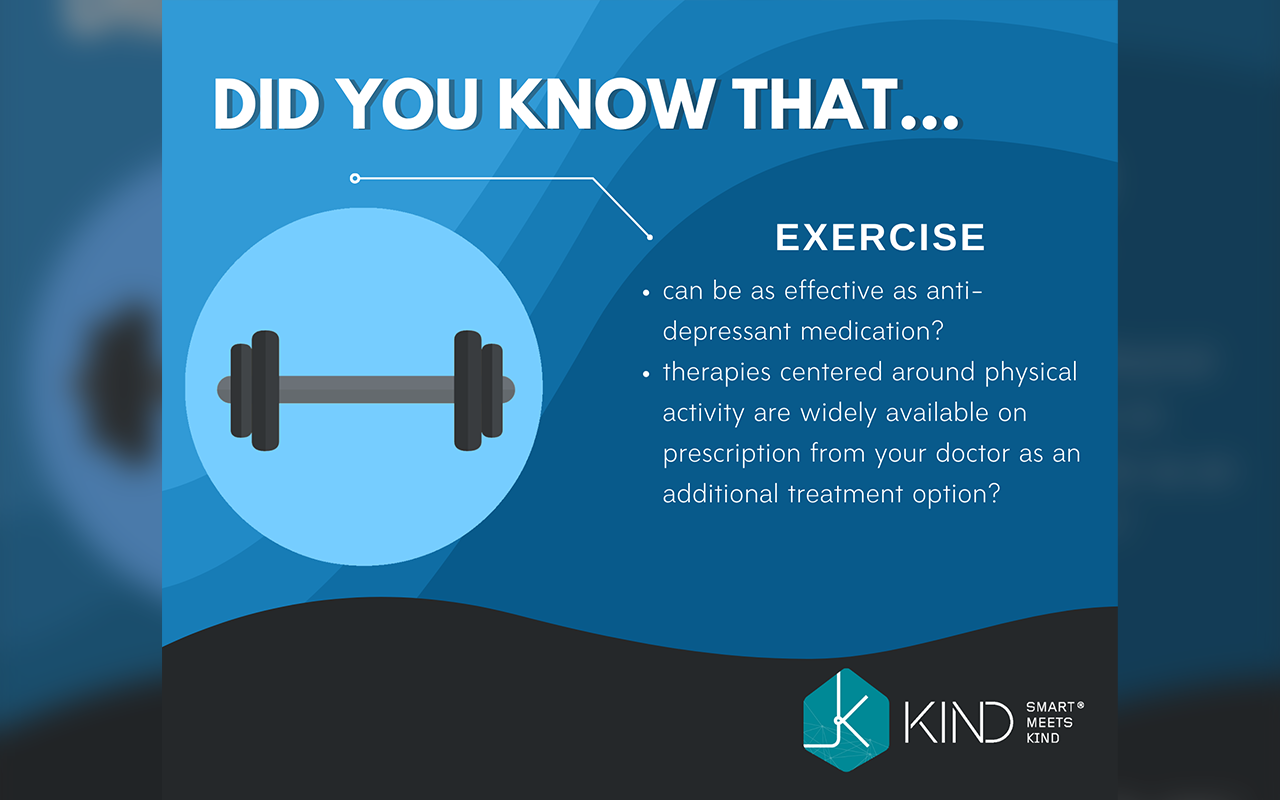 DID YOU KNOW THAT...
EXERCISE
• can be as effective as anti-
depressant medication?
• therapies centered around physical
activity are widely available on
prescription from your doctor as an
additional treatment option?
KIND
SMART®
MEETS
KIND